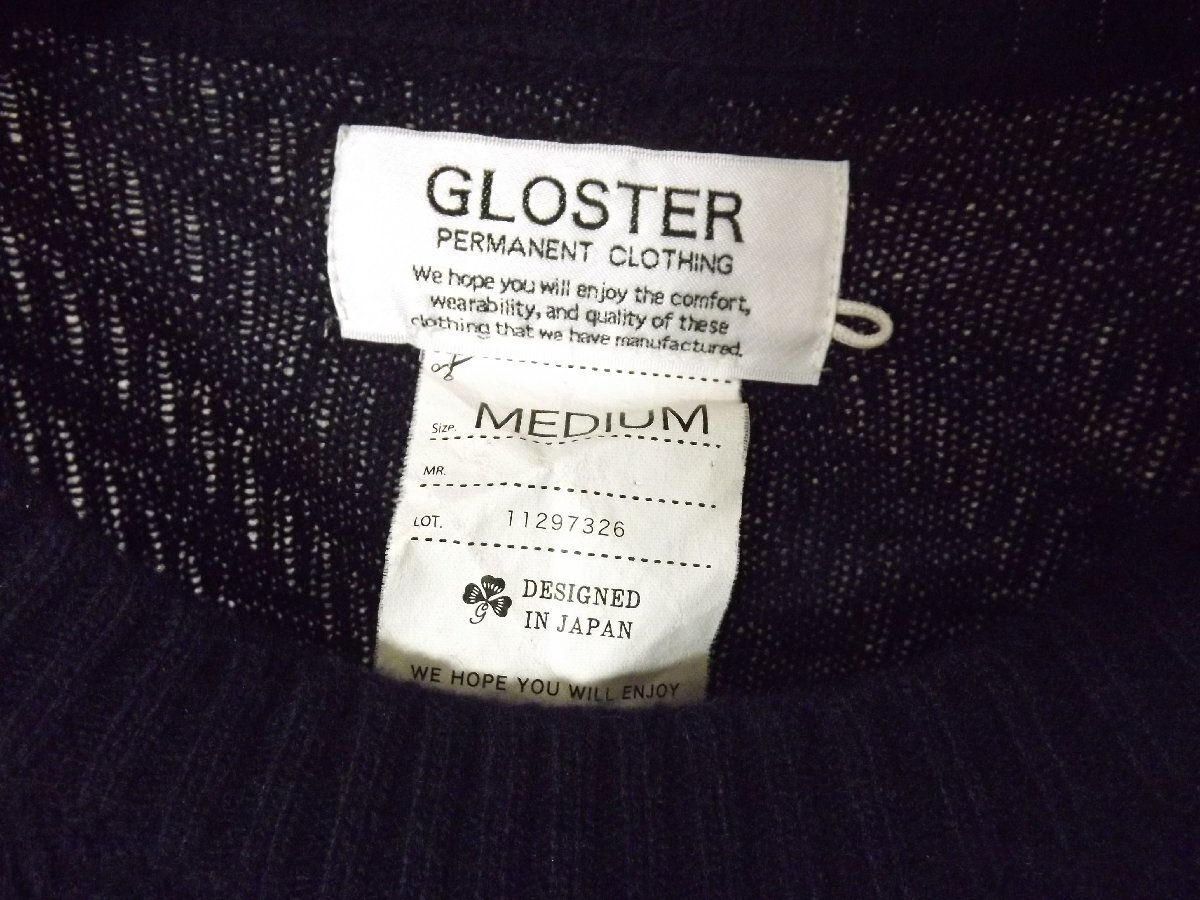 GLOSTER
PERMANENT CLOTHING
We hope you will enjoy the comfort,
wearability, and quality of these
clothing that we have manufactured.
Size. MEDIUM
MR.
LOT. 11297326
G DESIGNED
IN JAPAN
WE HOPE YOU WILL ENJOY